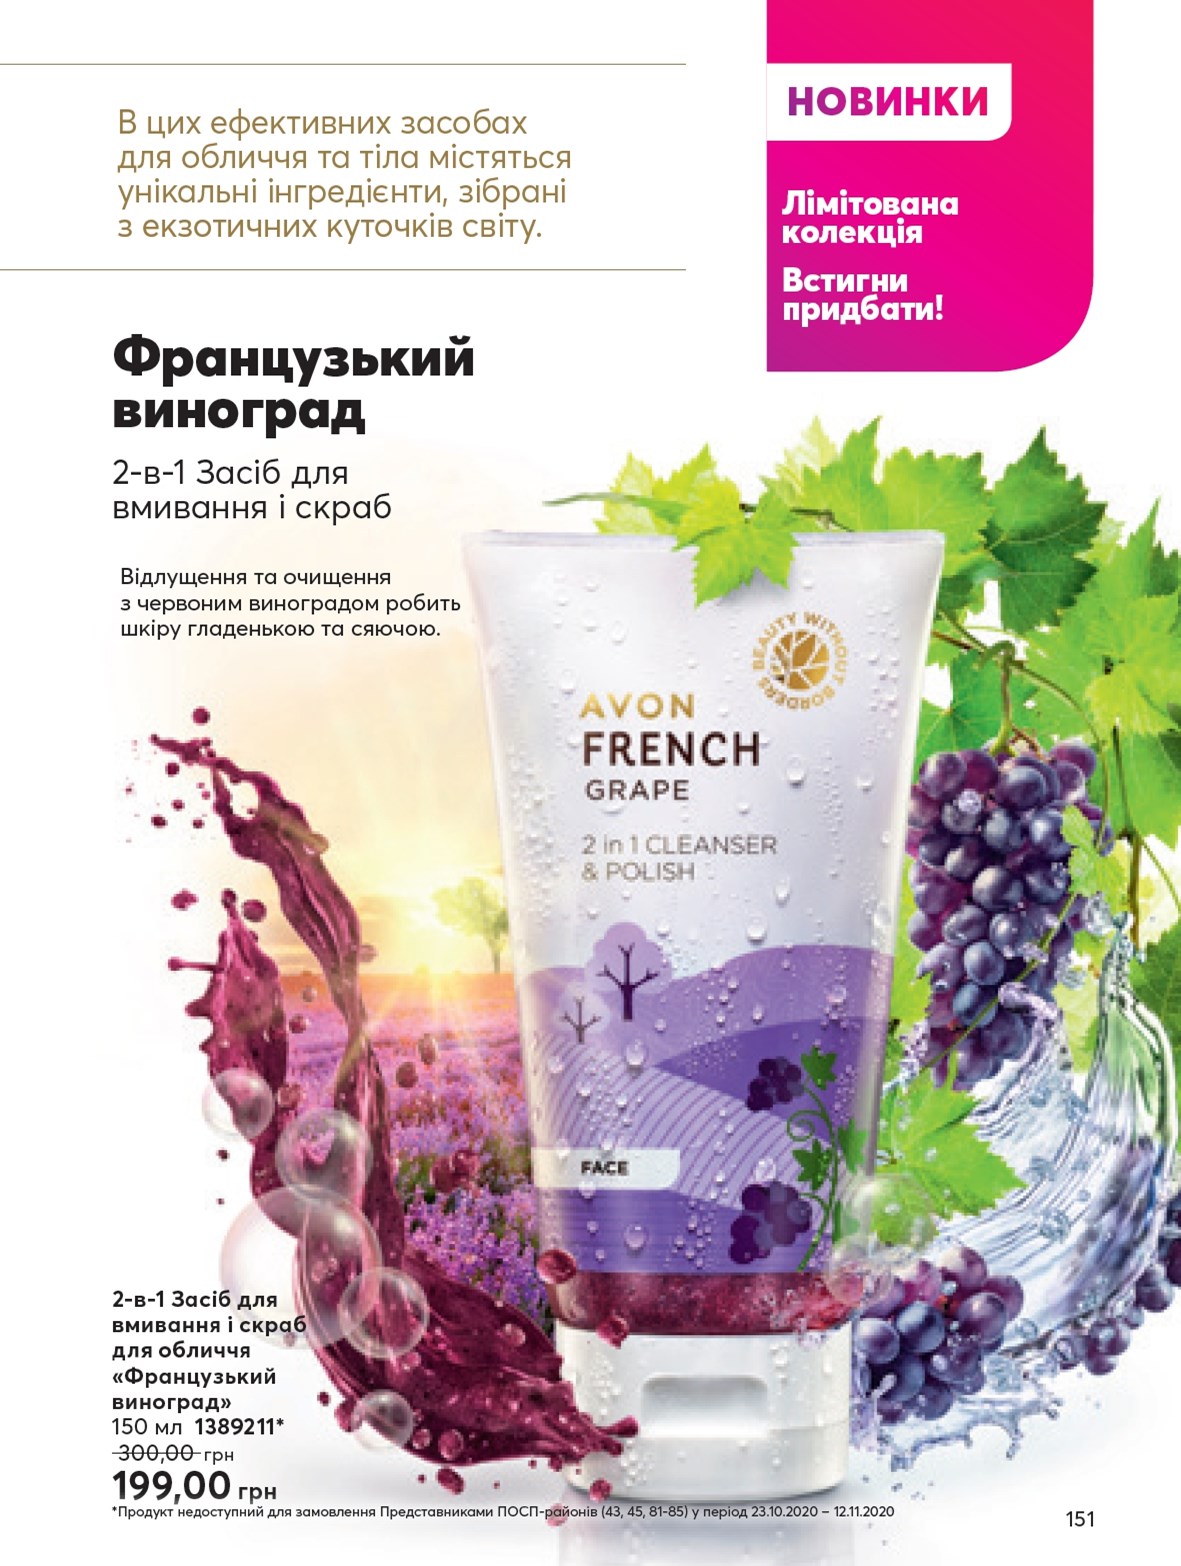 В цих ефективних засобах
для обличчя та тіла містяться
унікальні інгредієнти, зібрані
з екзотичних куточків світу.
НОВИНКИ
Лімітована
колекція
Встигни
придбати!
Французький
виноград
2-в-1 Засіб для
вмивання і скраб
Відлущення та очищення
з червоним виноградом робить
шкіру гладенькою та сяючою.
BEAUTY WITHOUT BORDERS
AVON
FRENCH
GRAPE
2 in 1 CLEANSER
& POLISH
FACE
2-в-1 Засіб для
вмивання і скраб
для обличчя
«Французький
виноград»
150 мл 1389211*
300,00 грн
199,00 грн
*Продукт недоступний для замовлення Представниками ПОСП-районів (43, 45, 81-85) у період 23.10.2020 – 12.11.2020
151